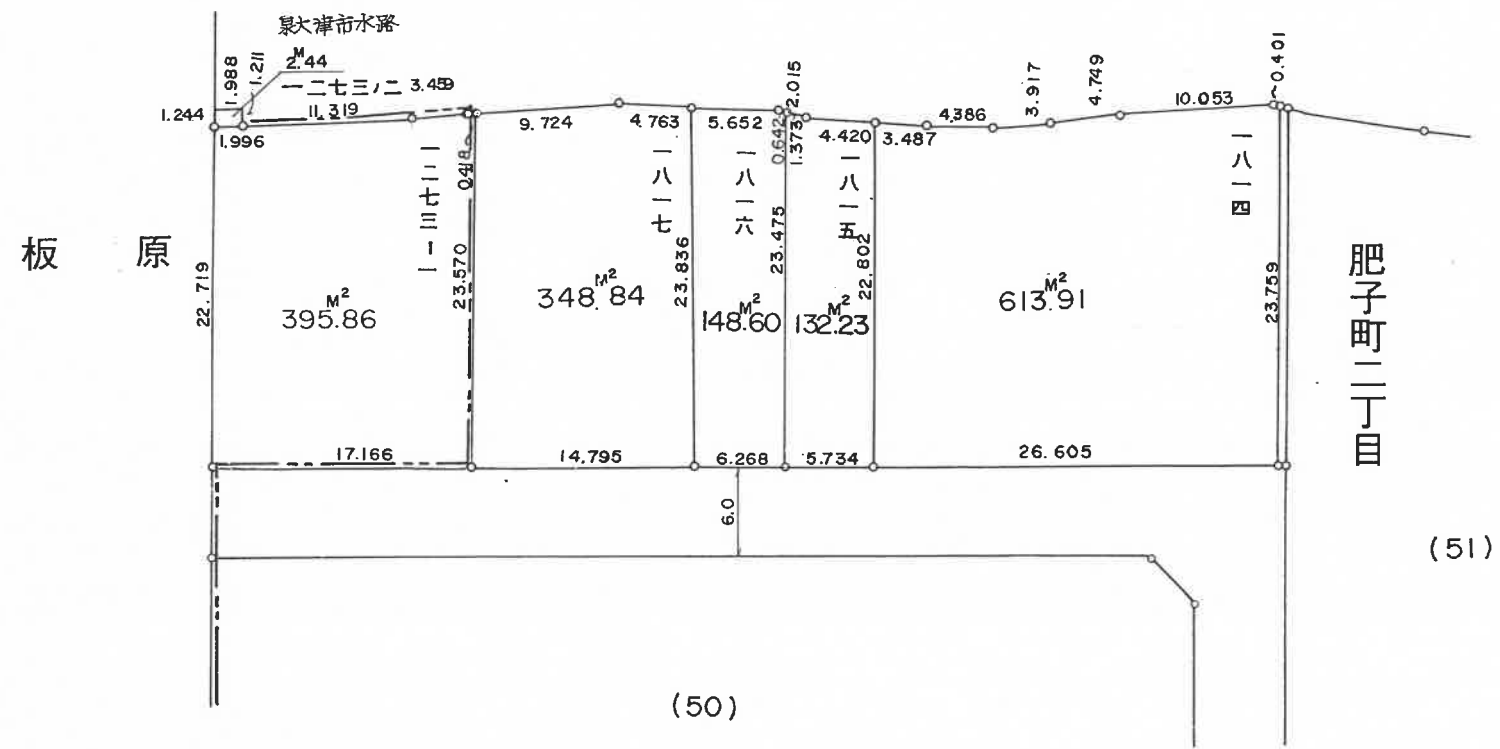 泉大津市水路
M
2.44
一二七三ノ二
1.988
1.211
3.459
11.319
1.244
1.996
0.418
9.724
4.763
5.652
0.642
2.015
1.373
4.420
3.487
4.386
3.917
4.749
10.053
0.401
板原
22.719
M²
395.86
一二七三-一
23.570
M²
348.84
一八一七
23.836
一八一六
M²
148.60
23.475
一八一五
M²
132.23
22.802
M²
613.91
一八一四
23.759
肥子町二丁目
17.166
14.795
6.268
5.734
26.605
6.0
(50)
(51)